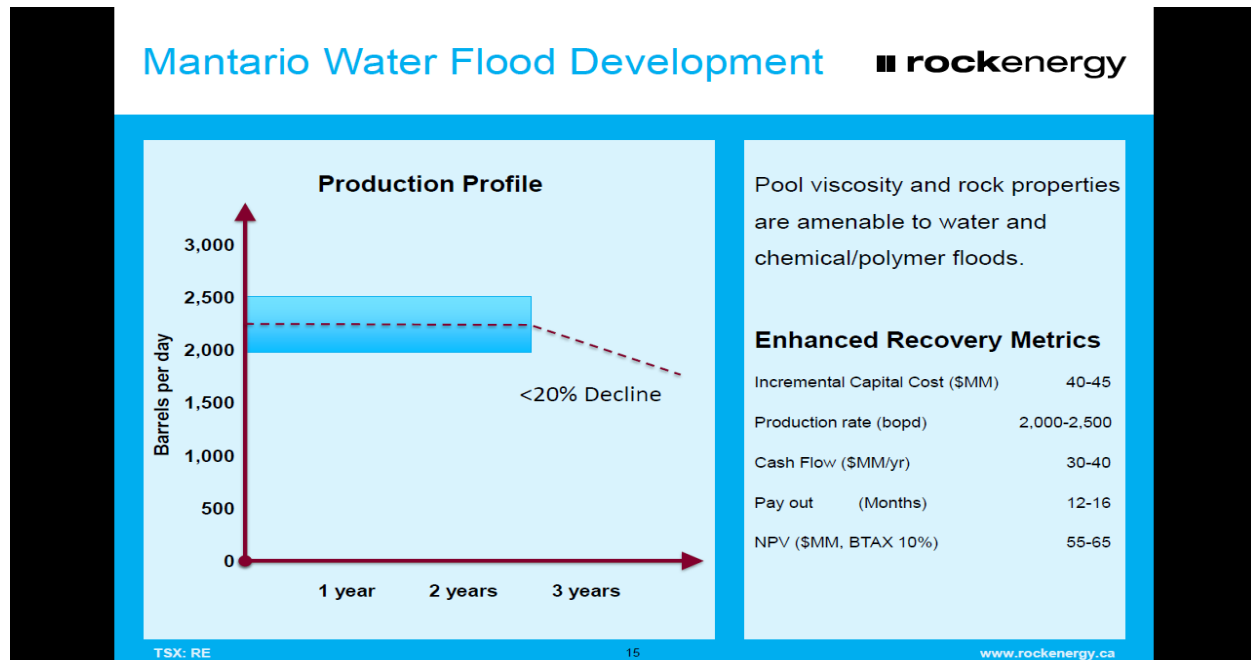 Mantario Water Flood Development
rockenergy
Production Profile
3,000
2,500
2,000
1,500
1,000
500
0
Barrels per day
<20% Decline
1 year 2 years 3 years
Pool viscosity and rock properties
are amenable to water and
chemical/polymer floods.
Enhanced Recovery Metrics
Incremental Capital Cost ($MM) 40-45
Production rate (bopd) 2,000-2,500
Cash Flow ($MM/yr) 30-40
Pay out (Months) 12-16
NPV ($MM, BTAX 10%) 55-65
TSX: RE 15 www.rockenergy.ca